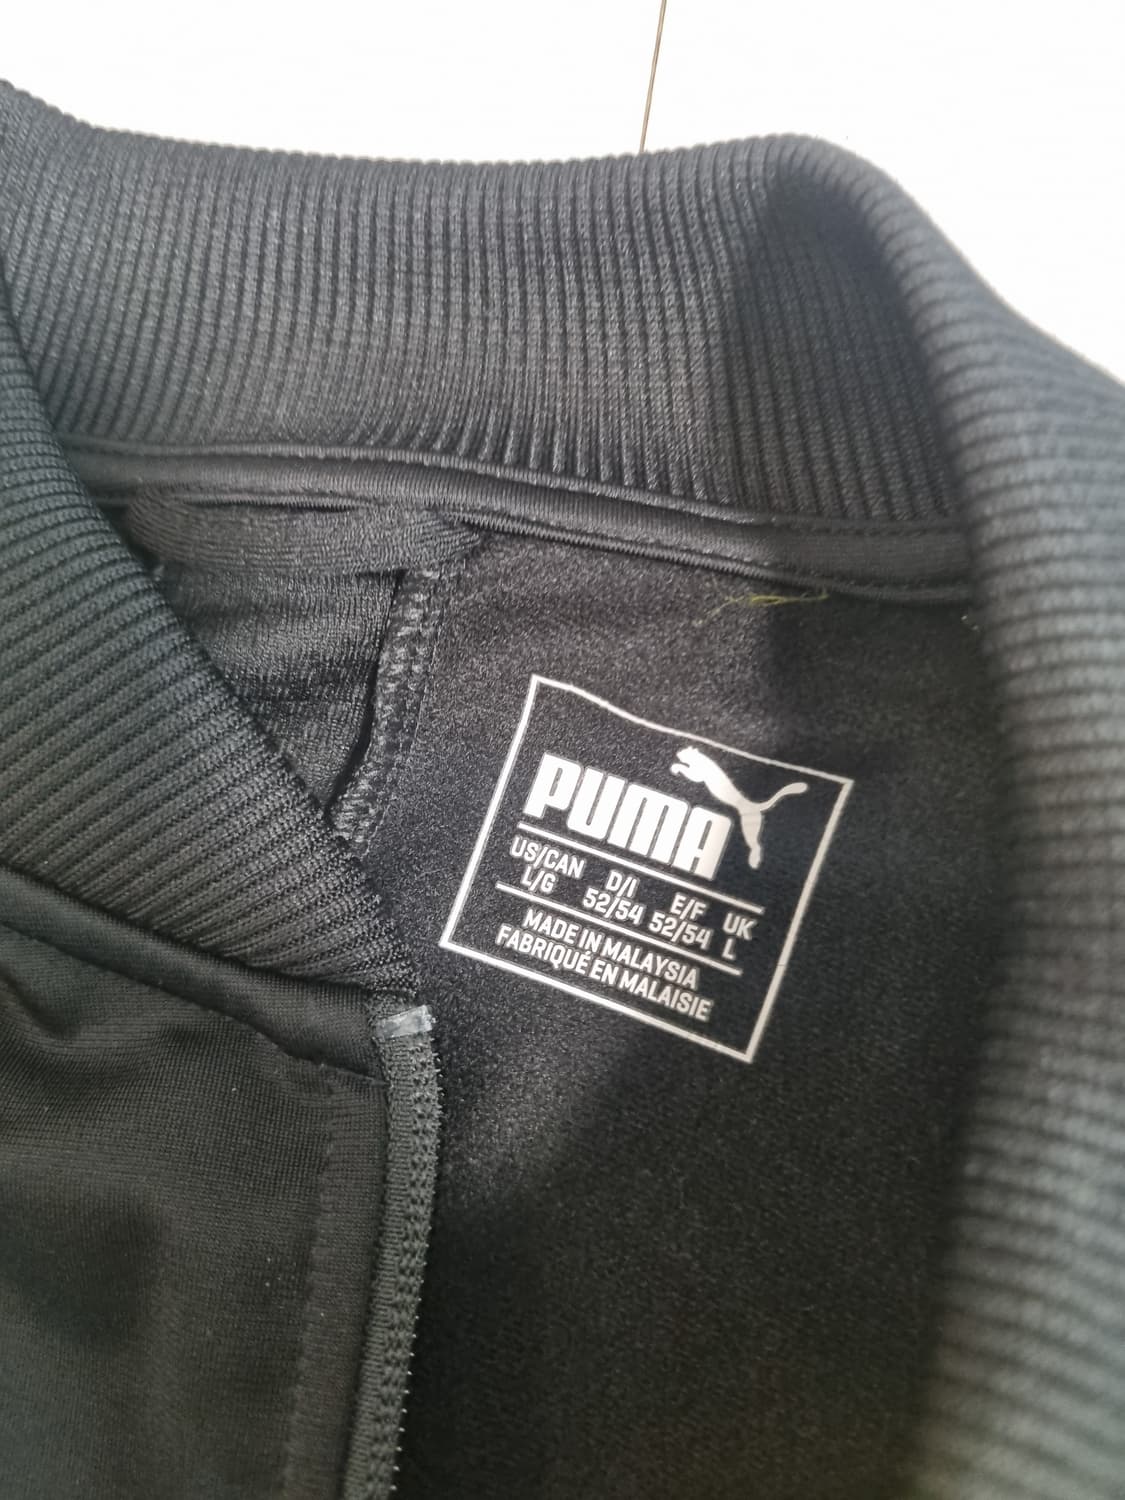 PUMA
US/CAN D/I E/F UK
L/G 52/54 52/54 L
MADE IN MALAYSIA
FABRIQUÉ EN MALAISIE